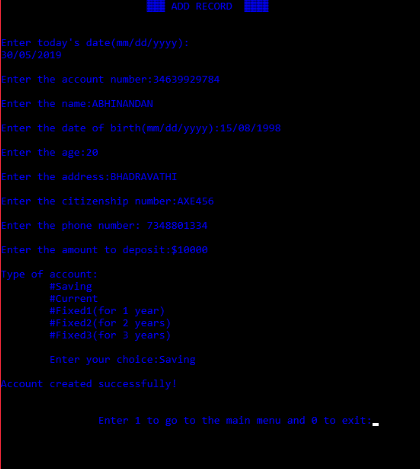 ADD RECORD
Enter today's date(mm/dd/yyyy):
30/05/2019
Enter the account number:34639929784
Enter the name:ABHINANDAN
Enter the date of birth(mm/dd/yyyy):15/08/1998
Enter the age:20
Enter the address:BHADRAVATHI
Enter the citizenship number:AXE456
Enter the phone number: 7348001334
Enter the amount to deposit:$10000
Type of account:
#Saving
#Current
#Fixed1(for 1 year)
#Fixed2(for 2 years)
#Fixed3(for 3 years)
Enter your choice:Saving
Account created successfully!
Enter 1 to go to the main menu and 0 to exit: